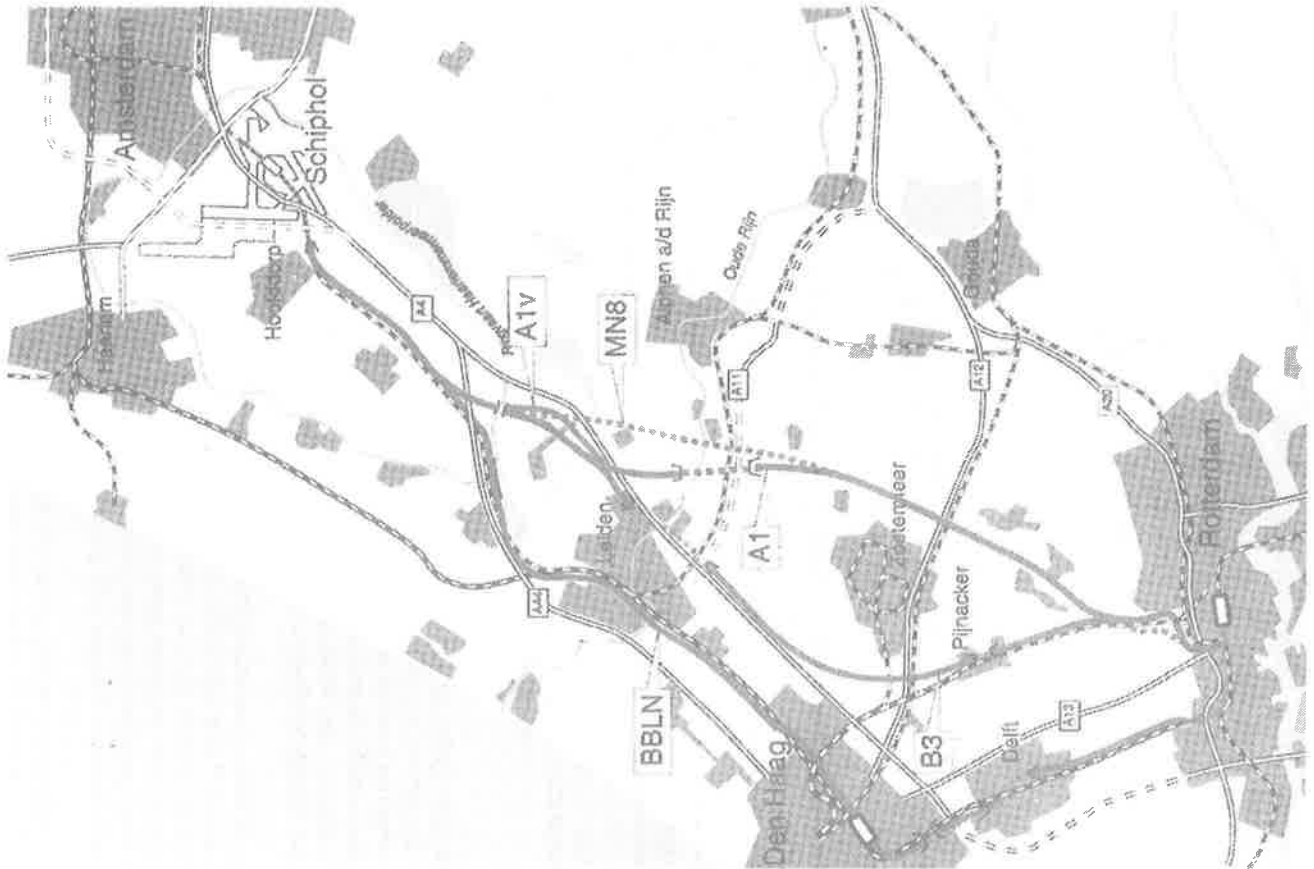 Amsterdam
Schiphol
Haarlem
Hoofddorp
A4
A1v
MN8
Alphen a/d Rijn
Oude Rijn
A11
Gouda
A12
A20
Leiden
A44
A1
Zoetermeer
Pijnacker
Rotterdam
BBLN
B3
Den Haag
Delft
A13